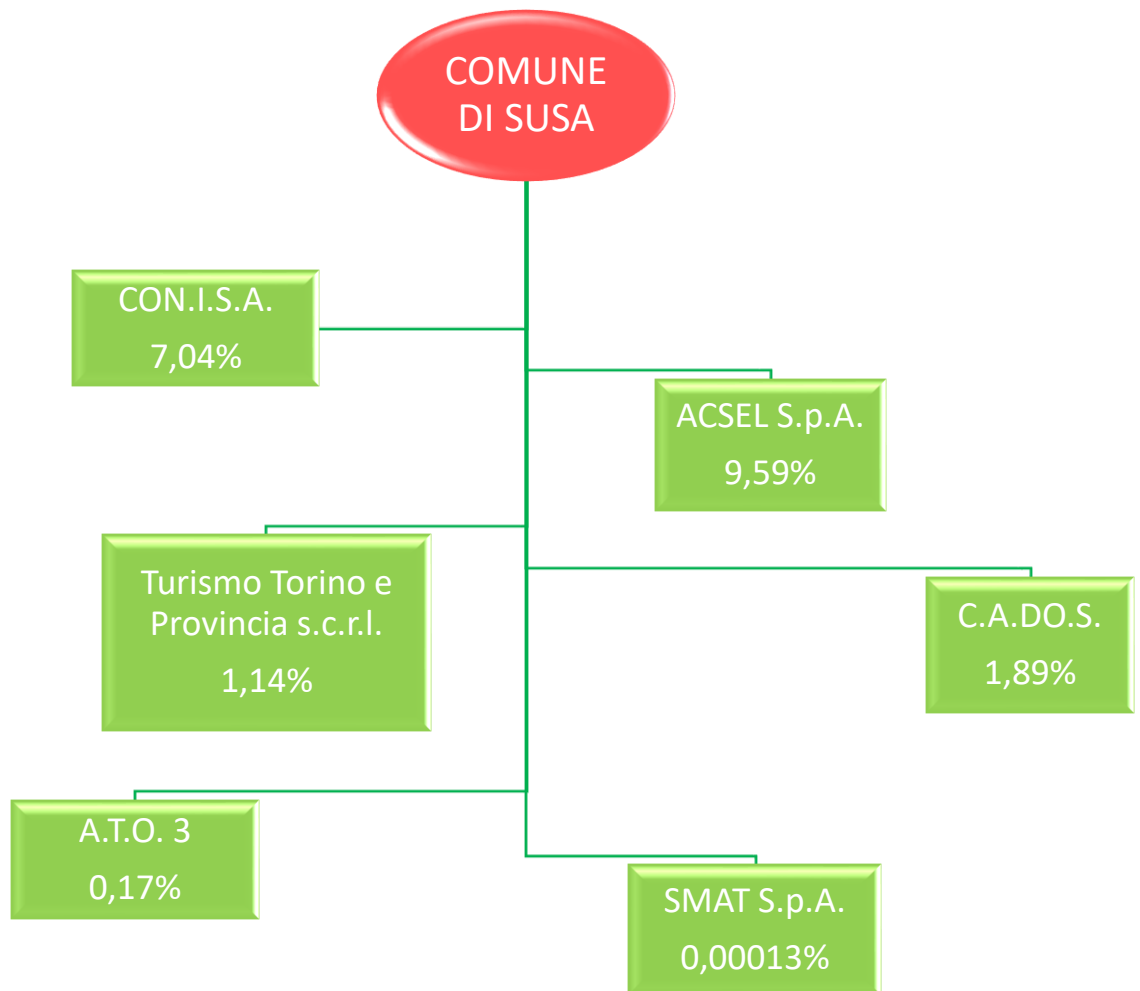 COMUNE
DI SUSA
CON.I.S.A.
7,04%
ACSEL S.p.A.
9,59%
Turismo Torino e
Provincia s.c.r.l.
1,14%
C.A.DO.S.
1,89%
A.T.O. 3
0,17%
SMAT S.p.A.
0,00013%